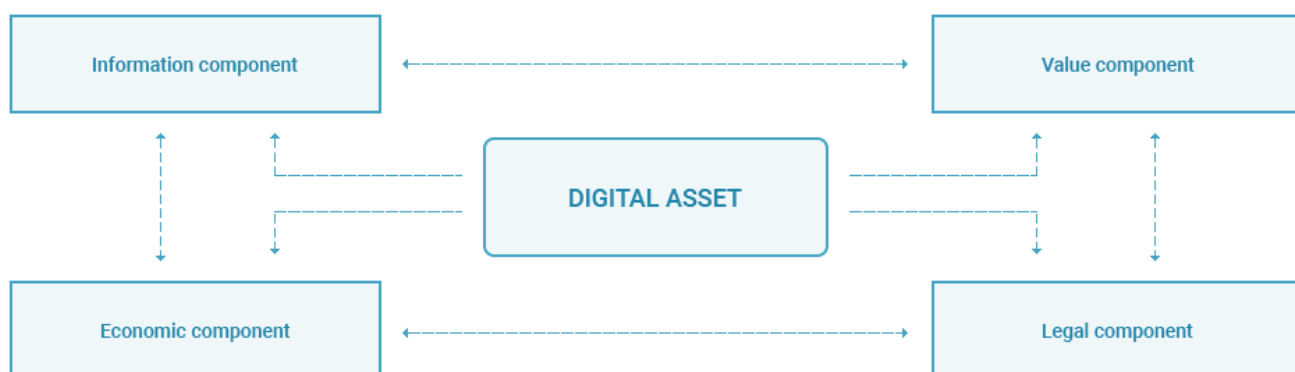 Information component
Value component
DIGITAL ASSET
Economic component
Legal component